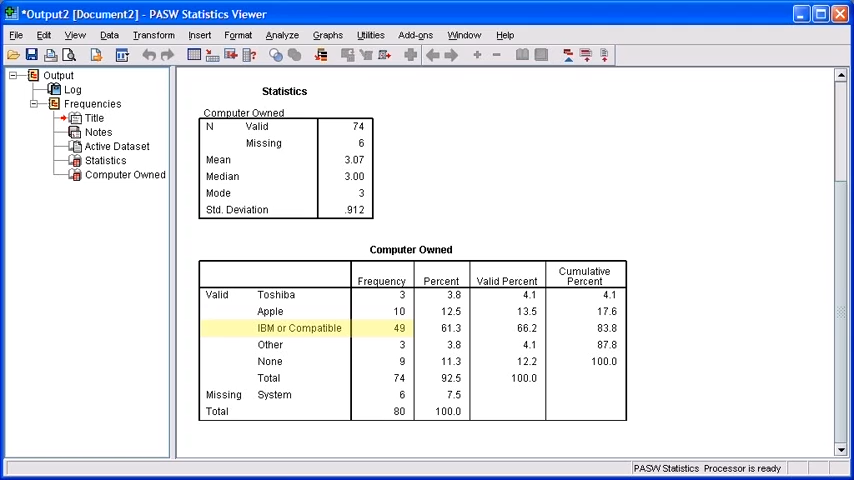 *Output2 [Document2] - PASW Statistics Viewer
File Edit View Data Transform Insert Format Analyze Graphs Utilities Add-ons Window Help
Output
Log
Frequencies
Title
Notes
Active Dataset
Statistics
Computer Owned
Statistics
Computer Owned
N Valid 74
Missing 6
Mean 3.07
Median 3.00
Mode 3
Std. Deviation .912
Computer Owned
Frequency Percent Valid Percent Cumulative Percent
Valid Toshiba 3 3.8 4.1 4.1
Apple 10 12.5 13.5 17.6
IBM or Compatible 49 61.3 66.2 83.8
Other 3 3.8 4.1 87.8
None 9 11.3 12.2 100.0
Total 74 92.5 100.0
Missing System 6 7.5
Total 80 100.0
PASW Statistics Processor is ready